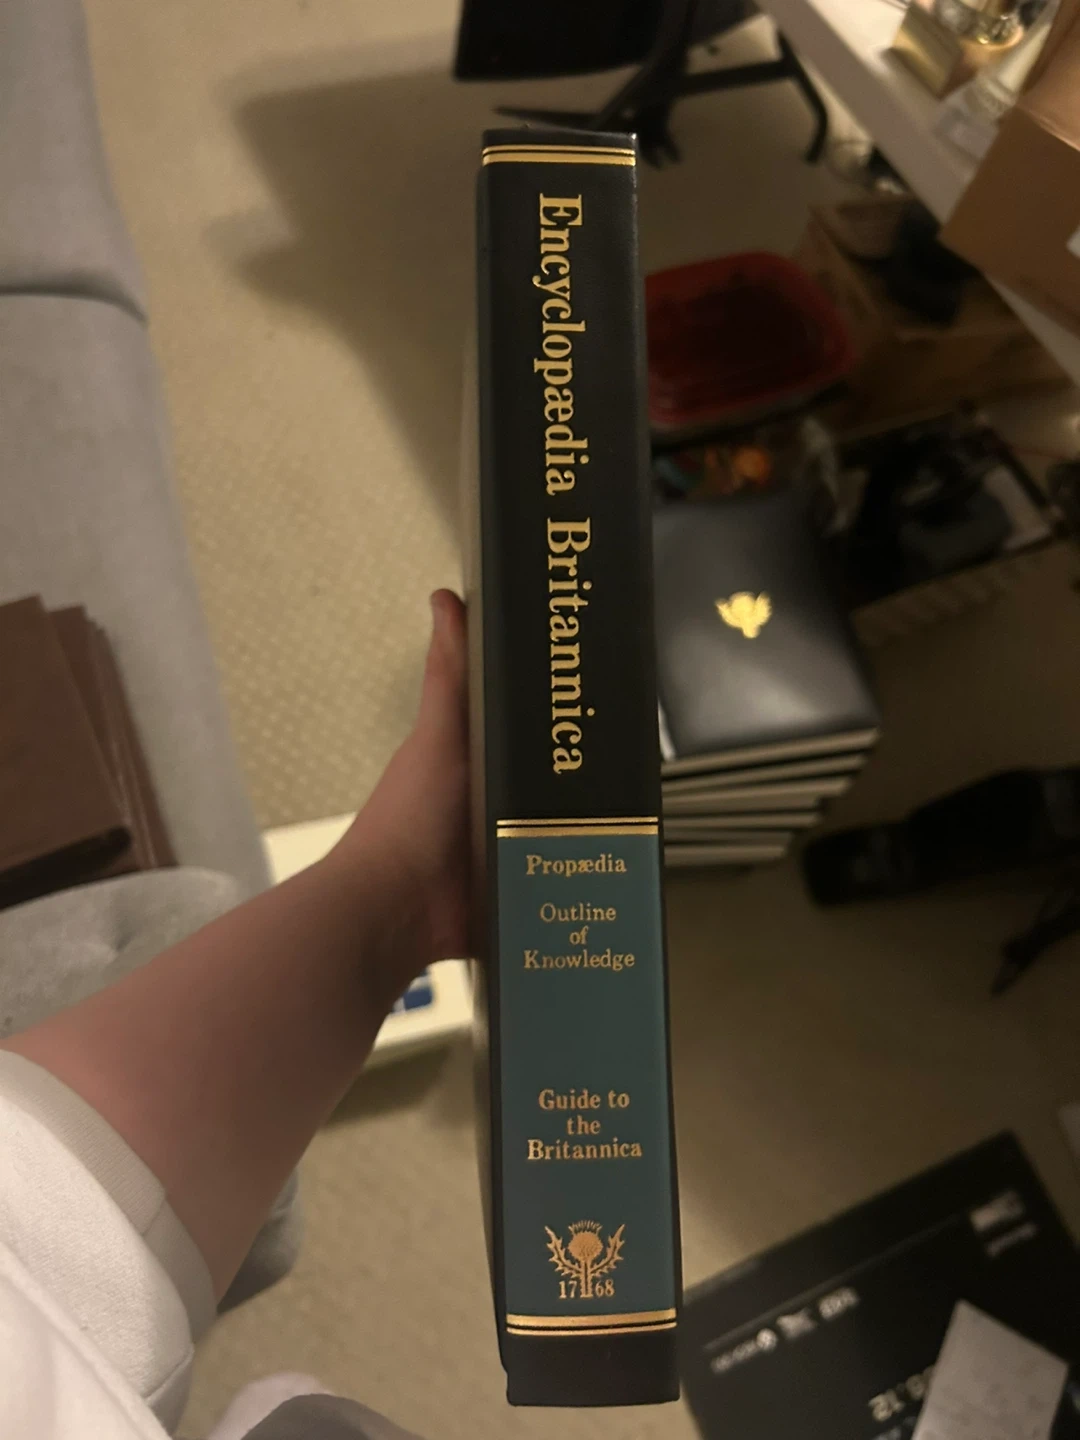 Encyclopædia Britannica
Propædia
Outline
of
Knowledge
Guide to
the
Britannica
1768